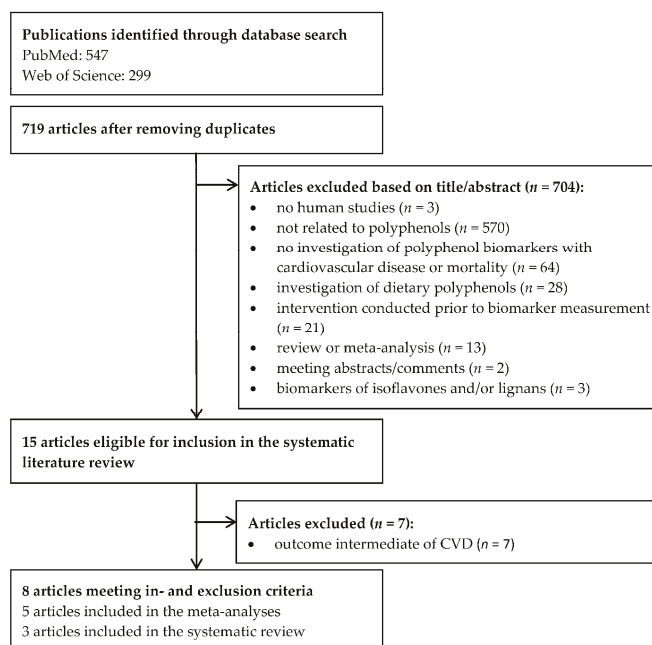 Publications identified through database search
PubMed: 547
Web of Science: 299
719 articles after removing duplicates
Articles excluded based on title/abstract (n = 704):
• no human studies (n = 3)
• not related to polyphenols (n = 570)
• no investigation of polyphenol biomarkers with
cardiovascular disease or mortality (n = 64)
• investigation of dietary polyphenols (n = 28)
• intervention conducted prior to biomarker measurement
(n = 21)
• review or meta-analysis (n = 13)
• meeting abstracts/comments (n = 2)
• biomarkers of isoflavones and/or lignans (n = 3)
15 articles eligible for inclusion in the systematic
literature review
Articles excluded (n = 7):
• outcome intermediate of CVD (n = 7)
8 articles meeting in- and exclusion criteria
5 articles included in the meta-analyses
3 articles included in the systematic review